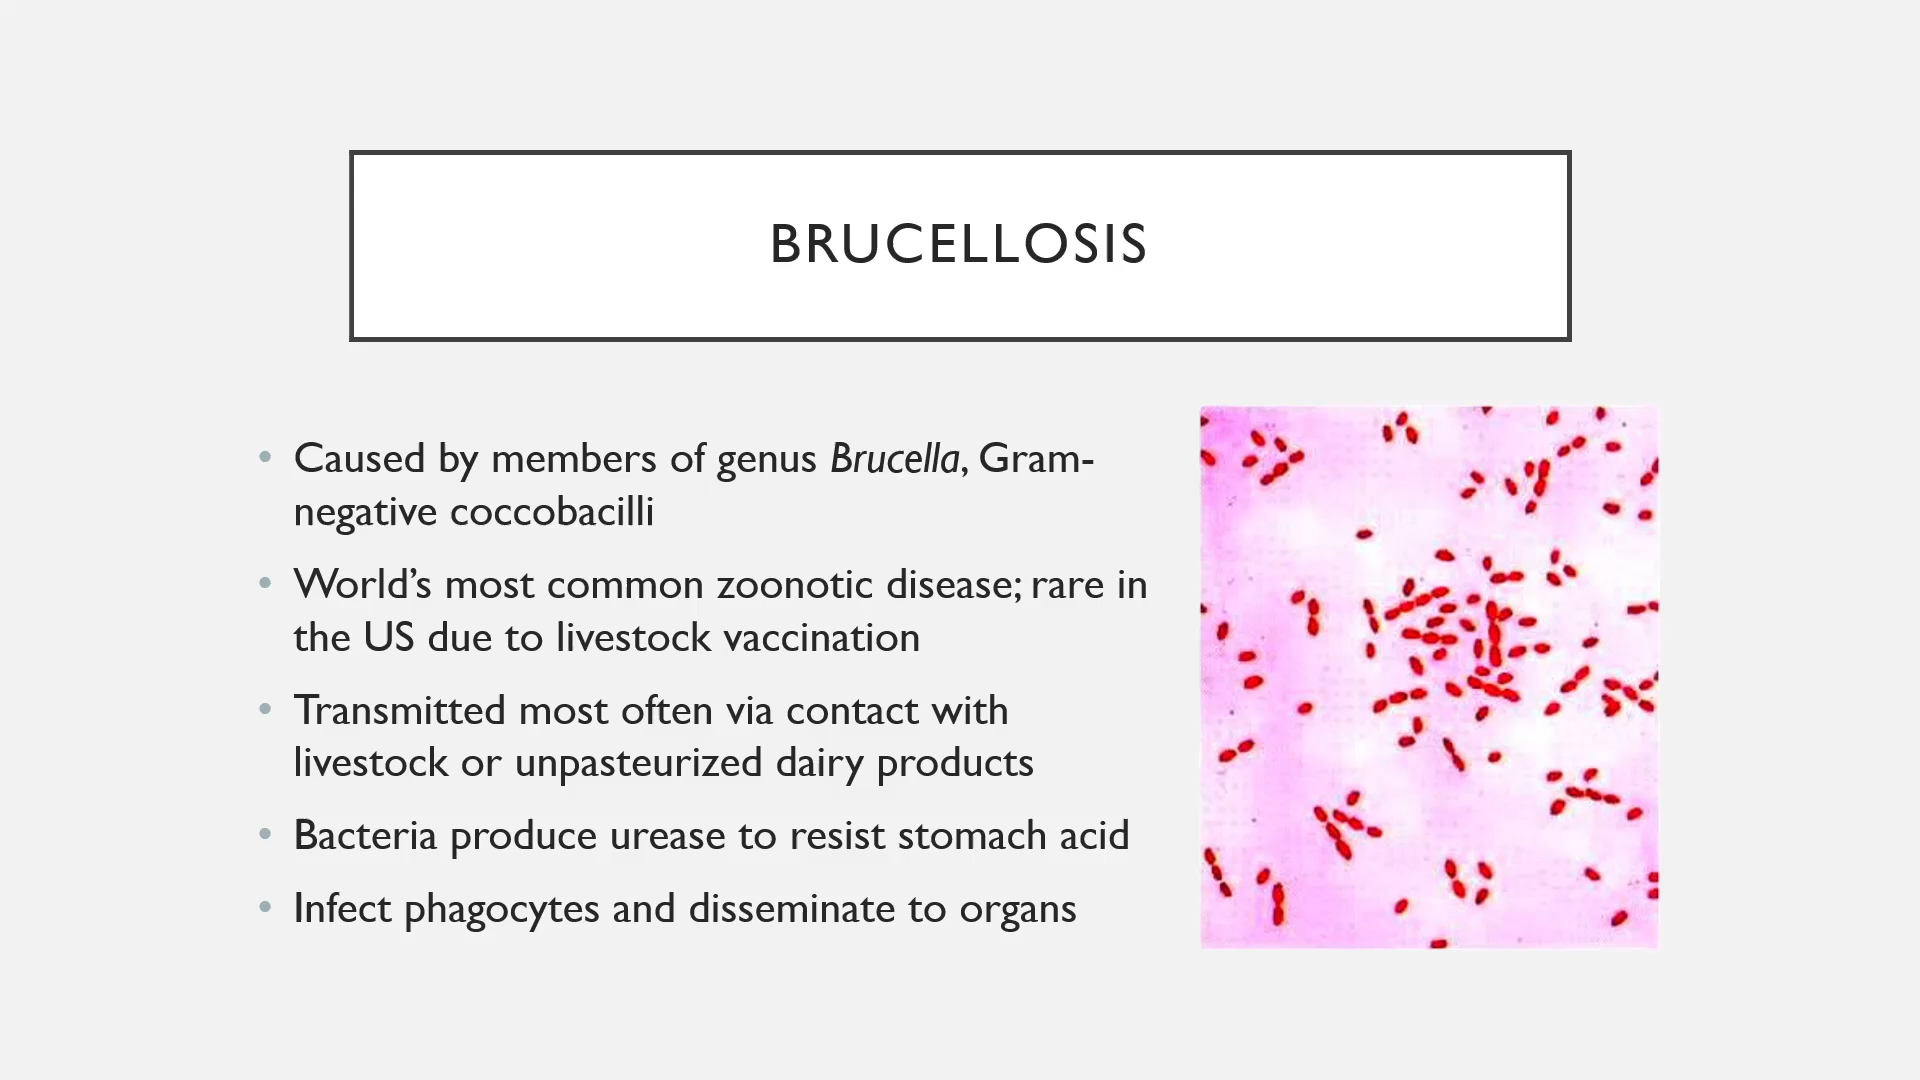 BRUCELLOSIS
• Caused by members of genus Brucella, Gram-
negative coccobacilli
• World’s most common zoonotic disease; rare in
the US due to livestock vaccination
• Transmitted most often via contact with
livestock or unpasteurized dairy products
• Bacteria produce urease to resist stomach acid
• Infect phagocytes and disseminate to organs